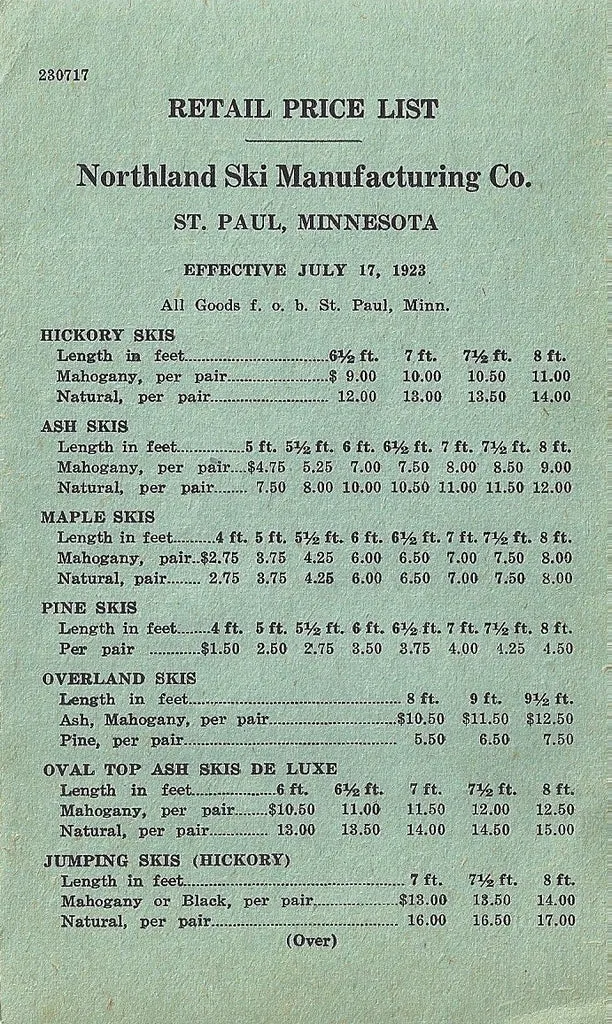 230717
RETAIL PRICE LIST
Northland Ski Manufacturing Co.
ST. PAUL, MINNESOTA
EFFECTIVE JULY 17, 1923
All Goods f. o. b. St. Paul, Minn.
HICKORY SKIS
Length in feet..............................6½ ft. 7 ft. 7½ ft. 8 ft.
Mahogany, per pair.....................$ 9.00 10.00 10.50 11.00
Natural, per pair......................... 12.00 13.00 13.50 14.00
ASH SKIS
Length in feet...............5 ft. 5½ ft. 6 ft. 6½ ft. 7 ft. 7½ ft. 8 ft.
Mahogany, per pair....$4.75 5.25 7.00 7.50 8.00 8.50 9.00
Natural, per pair........ 7.50 8.00 10.00 10.50 11.00 11.50 12.00
MAPLE SKIS
Length in feet..........4 ft. 5 ft. 5½ ft. 6 ft. 6½ ft. 7 ft. 7½ ft. 8 ft.
Mahogany, pair..$2.75 3.75 4.25 6.00 6.50 7.00 7.50 8.00
Natural, pair........ 2.75 3.75 4.25 6.00 6.50 7.00 7.50 8.00
PINE SKIS
Length in feet........4 ft. 5 ft. 5½ ft. 6 ft. 6½ ft. 7 ft. 7½ ft. 8 ft.
Per pair ............$1.50 2.50 2.75 3.50 3.75 4.00 4.25 4.50
OVERLAND SKIS
Length in feet.............................................. 8 ft. 9 ft. 9½ ft.
Ash, Mahogany, per pair...........................$10.50 $11.50 $12.50
Pine, per pair.............................................. 5.50 6.50 7.50
OVAL TOP ASH SKIS DE LUXE
Length in feet..................6 ft. 6½ ft. 7 ft. 7½ ft. 8 ft.
Mahogany, per pair.......$10.50 11.00 11.50 12.00 12.50
Natural, per pair............ 13.00 13.50 14.00 14.50 15.00
JUMPING SKIS (HICKORY)
Length in feet............................................... 7 ft. 7½ ft. 8 ft.
Mahogany or Black, per pair..................$13.00 13.50 14.00
Natural, per pair........................................ 16.00 16.50 17.00
(Over)